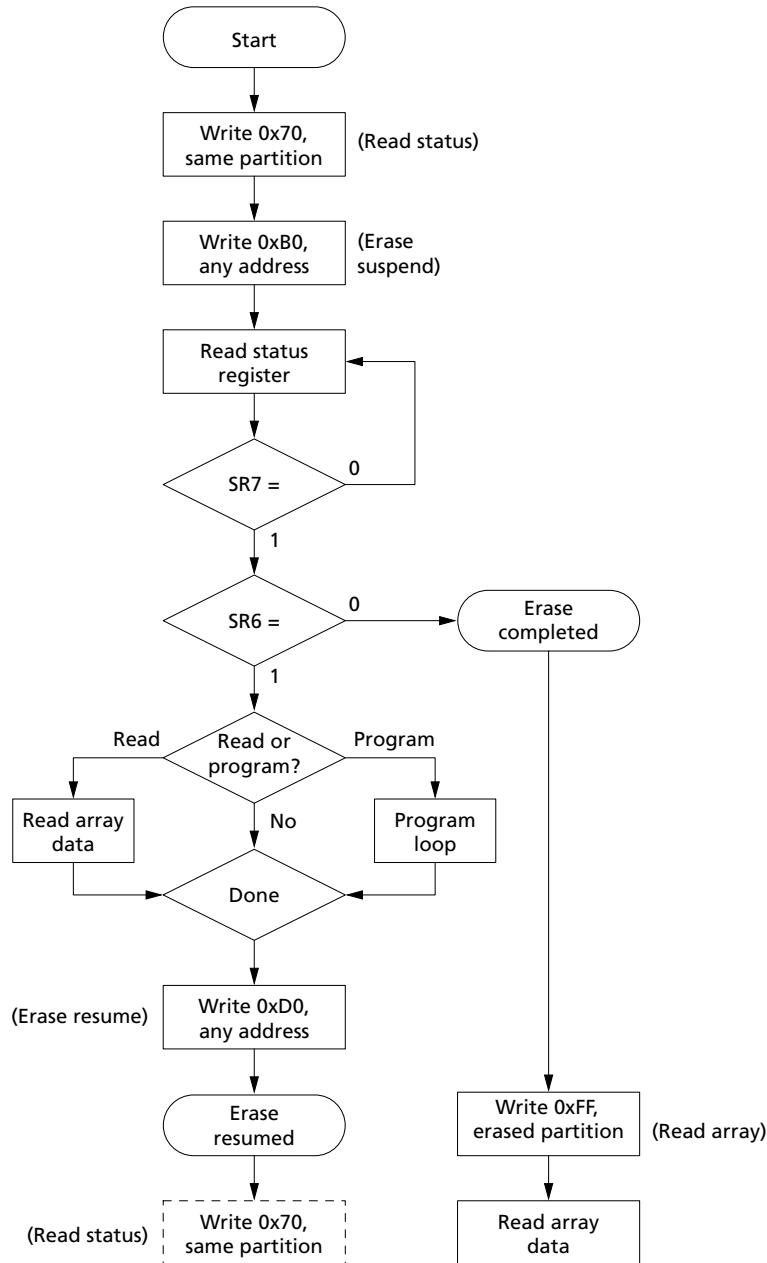 Start
Write 0x70,
same partition
(Read status)
Write 0xB0,
any address
(Erase
suspend)
Read status
register
SR7 =
0
1
SR6 =
0
Erase
completed
1
Read
Read or
program?
Program
Read array
data
No
Program
loop
Done
(Erase resume)
Write 0xD0,
any address
Erase
resumed
Write 0xFF,
erased partition
(Read array)
(Read status)
Write 0x70,
same partition
Read array
data